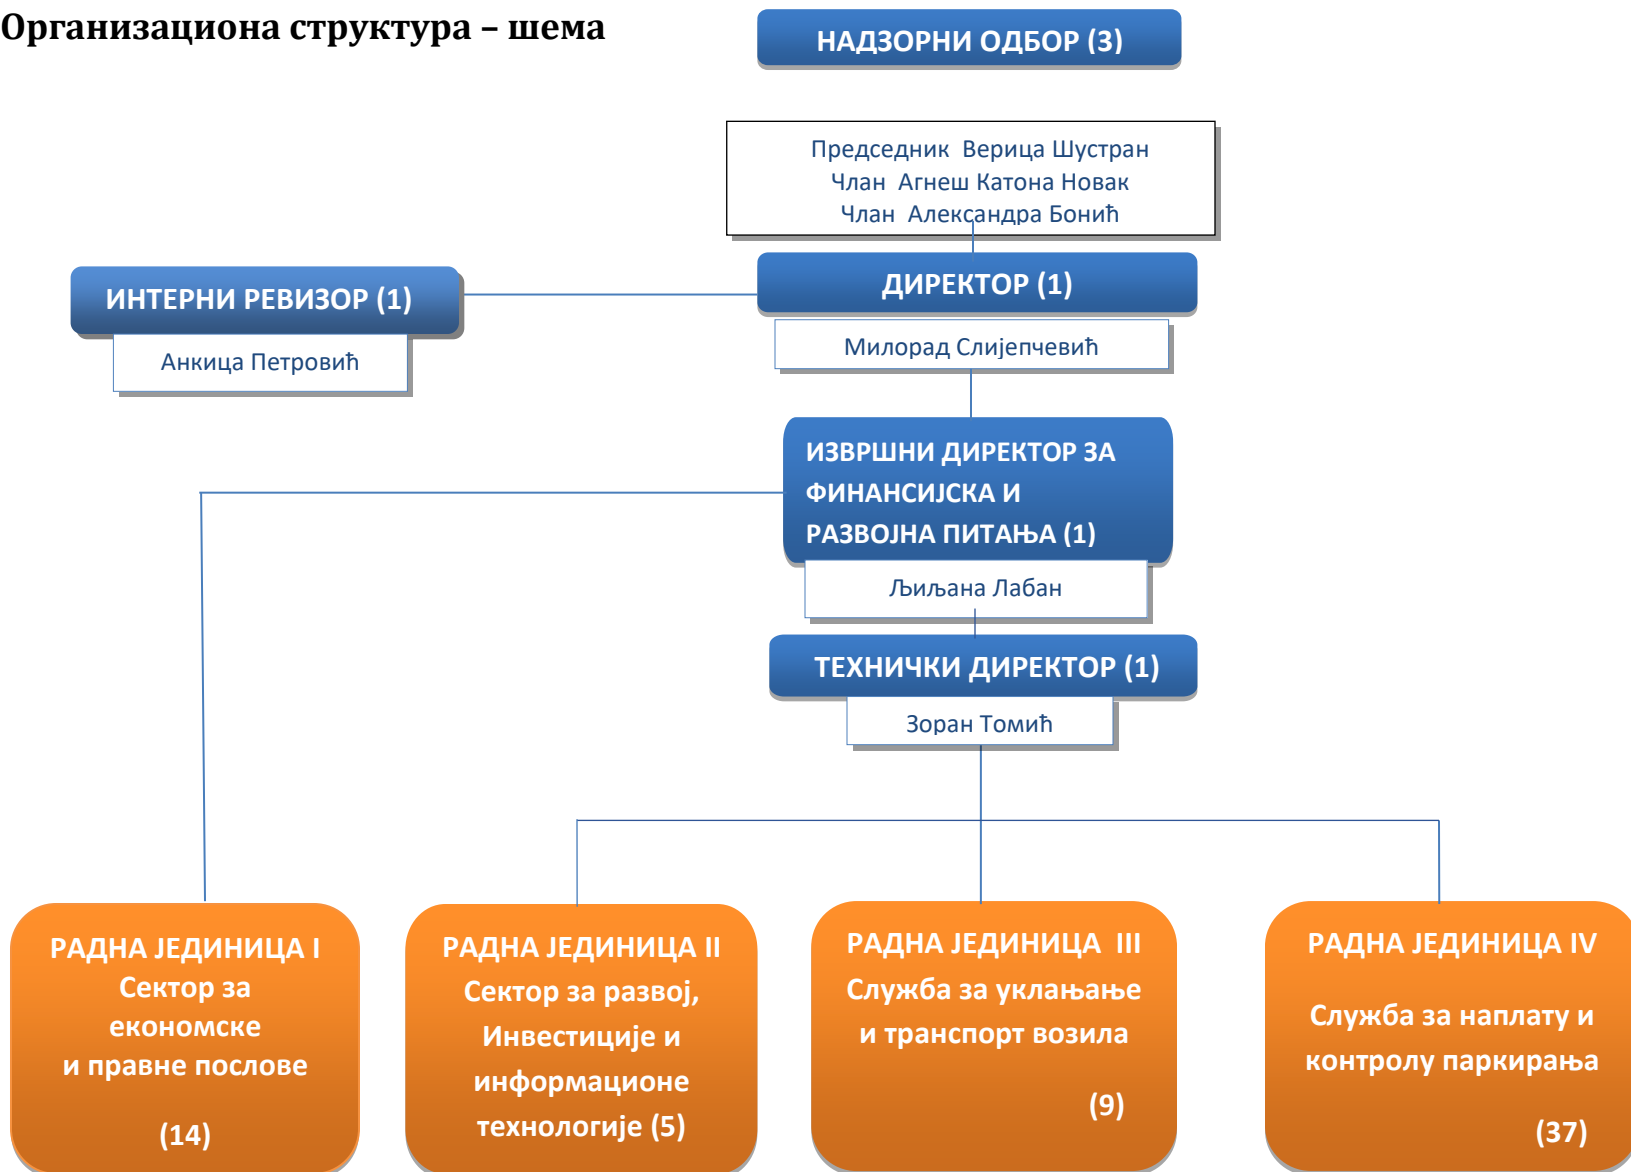 Организациона структура – шема
НАДЗОРНИ ОДБОР (3)
Председник Верица Шустран
Члан Агнеш Катона Новак
Члан Александра Бонић
ИНТЕРНИ РЕВИЗОР (1)
Анкица Петровић
ДИРЕКТОР (1)
Милорад Слијепчевић
ИЗВРШНИ ДИРЕКТОР ЗА
ФИНАНСИЈСКА И
РАЗВОЈНА ПИТАЊА (1)
Љиљана Лабан
ТЕХНИЧКИ ДИРЕКТОР (1)
Зоран Томић
РАДНА ЈЕДИНИЦА I
Сектор за
економске
и правне послове
(14)
РАДНА ЈЕДИНИЦА II
Сектор за развој,
Инвестиције и
информационе
технологије (5)
РАДНА ЈЕДИНИЦА III
Служба за уклањање
и транспорт возила
(9)
РАДНА ЈЕДИНИЦА IV
Служба за наплату и
контролу паркирања
(37)